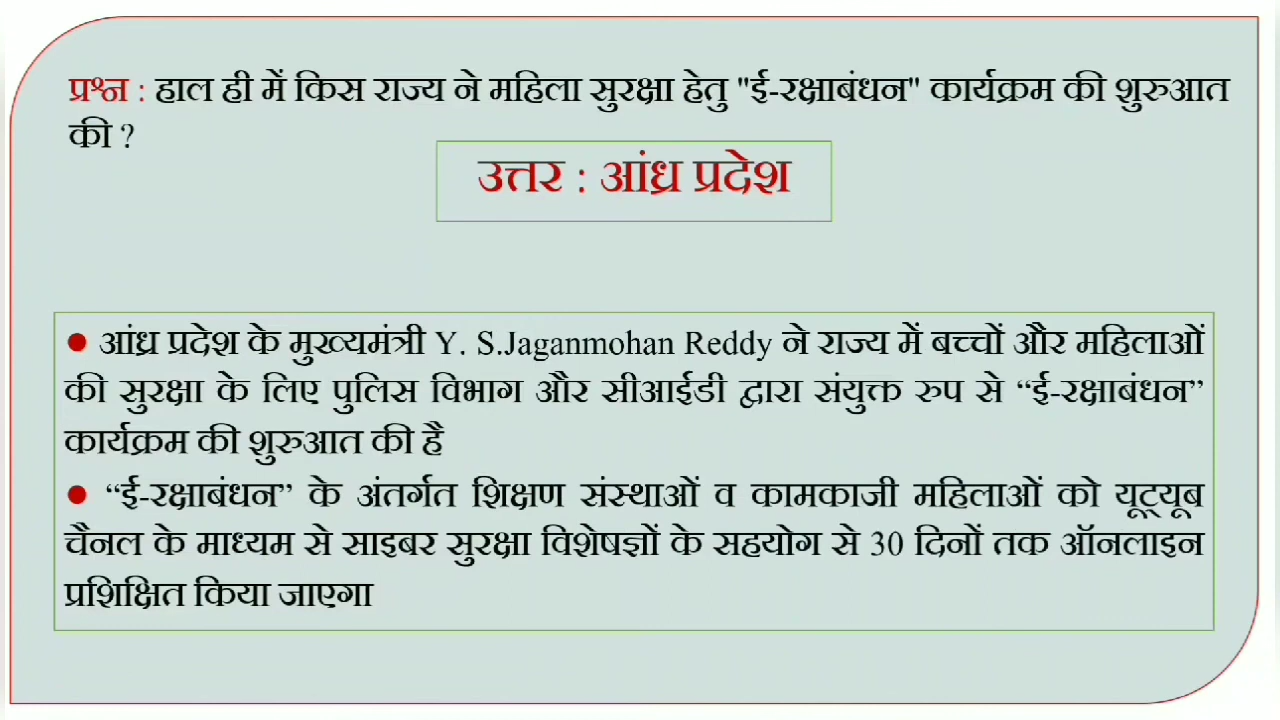 प्रश्न : हाल ही में किस राज्य ने महिला सुरक्षा हेतु "ई-रक्षाबंधन" कार्यक्रम की शुरुआत
की ?
उत्तर : आंध्र प्रदेश
● आंध्र प्रदेश के मुख्यमंत्री Y. S.Jaganmohan Reddy ने राज्य में बच्चों और महिलाओं
की सुरक्षा के लिए पुलिस विभाग और सीआईडी द्वारा संयुक्त रुप से “ई-रक्षाबंधन”
कार्यक्रम की शुरुआत की है
● “ई-रक्षाबंधन” के अंतर्गत शिक्षण संस्थाओं व कामकाजी महिलाओं को यूट्यूब
चैनल के माध्यम से साइबर सुरक्षा विशेषज्ञों के सहयोग से 30 दिनों तक ऑनलाइन
प्रशिक्षित किया जाएगा